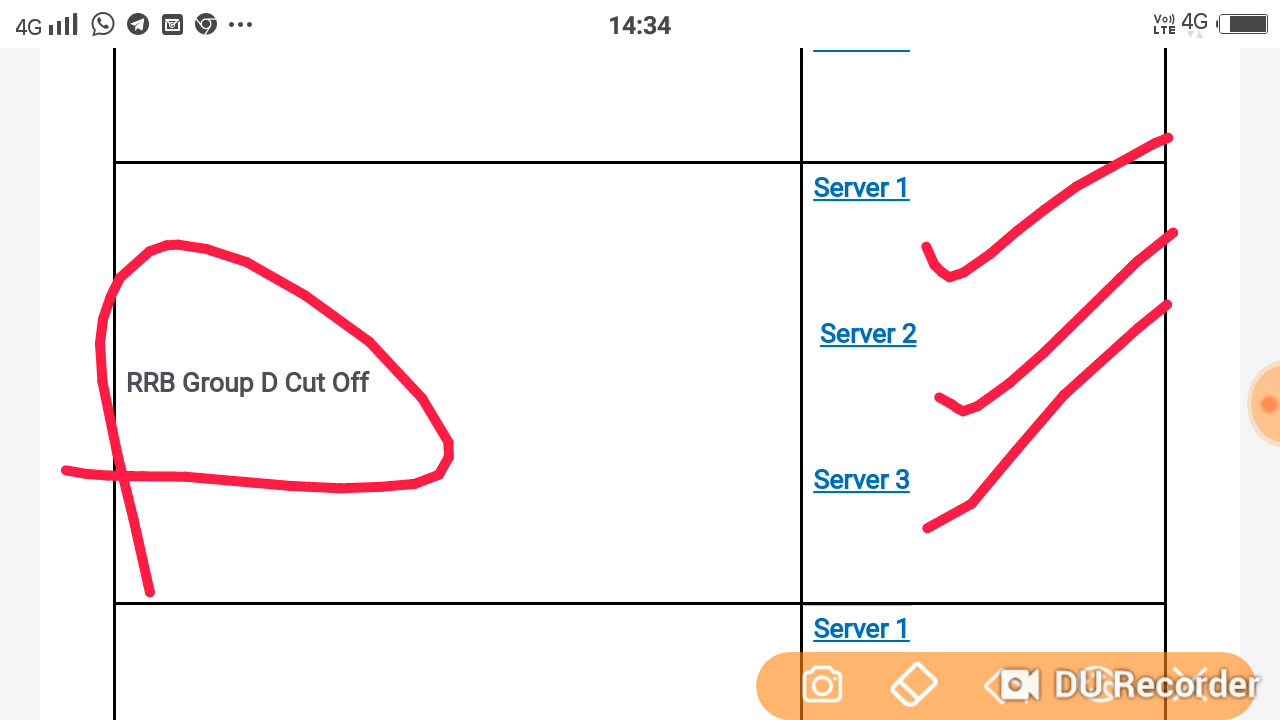 4G 14:34 Vo)) LTE 4G
Server 1
Server 2
RRB Group D Cut Off
Server 3
Server 1
DU Recorder